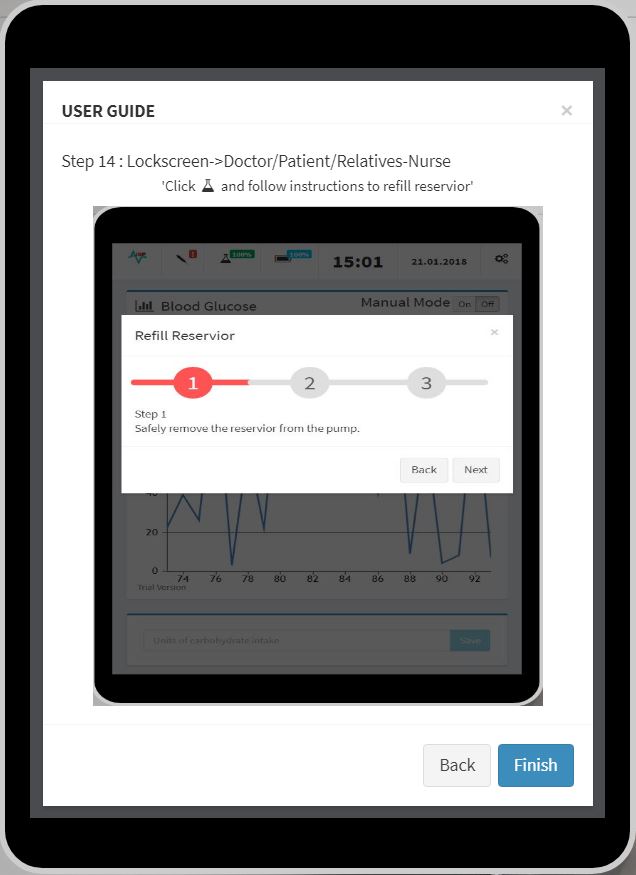 USER GUIDE ×
Step 14 : Lockscreen->Doctor/Patient/Relatives-Nurse
'Click and follow instructions to refill reservior'
! 100% 100% 15:01 21.01.2018
Blood Glucose Manual Mode On Off
Refill Reservior ×
1 2 3
Step 1
Safely remove the reservior from the pump.
Back Next
40
20
0
74 76 78 80 82 84 86 88 90 92
Trial Version
Units of carbohydrate intake Save
Back Finish